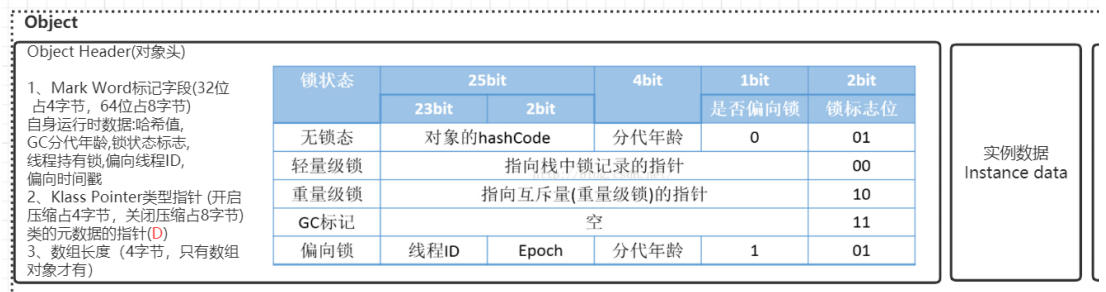 Object
Object Header(对象头)
1、Mark Word标记字段(32位
占4字节，64位占8字节)
自身运行时数据:哈希值,
GC分代年龄,锁状态标志,
线程持有锁,偏向线程ID,
偏向时间戳
2、Klass Pointer类型指针 (开启
压缩占4字节，关闭压缩占8字节)
类的元数据的指针(D)
3、数组长度（4字节，只有数组
对象才有）
锁状态 25bit 4bit 1bit 2bit
23bit 2bit 是否偏向锁 锁标志位
无锁态 对象的hashCode 分代年龄 0 01
轻量级锁 指向栈中锁记录的指针 00
重量级锁 指向互斥量(重量级锁)的指针 10
GC标记 空 11
偏向锁 线程ID Epoch 分代年龄 1 01
实例数据
Instance data